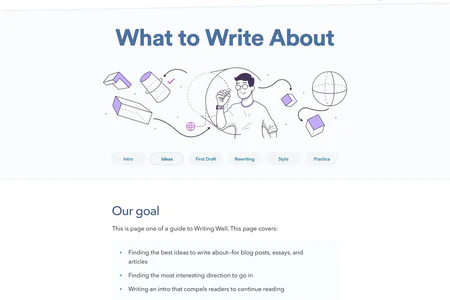 What to Write About
Intro
Ideas
First Draft
Rewriting
Style
Practice
Our goal
This is page one of a guide to Writing Well. This page covers:
Finding the best ideas to write about–for blog posts, essays, and
articles
Finding the most interesting direction to go in
Writing an intro that compels readers to continue reading